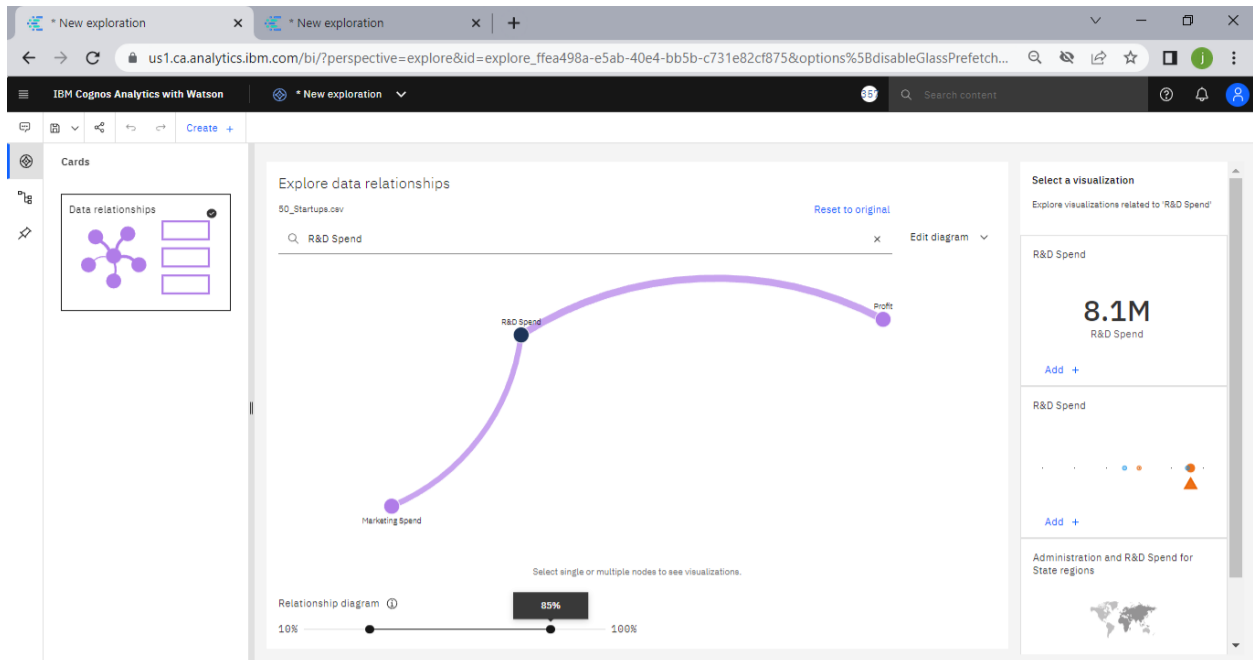 * New exploration
* New exploration
us1.ca.analytics.ibm.com/bi/?perspective=explore&id=explore_ffea498a-e5ab-40e4-bb5b-c731e82cf875&options%5BdisableGlassPrefetch...
j
IBM Cognos Analytics with Watson
* New exploration
Search content
Create +
Cards
Data relationships
Explore data relationships
50_Startups.csv
Reset to original
R&D Spend
Edit diagram
R&D Spend
Profit
Marketing Spend
Select single or multiple nodes to see visualizations.
Relationship diagram
85%
10%
100%
Select a visualization
Explore visualizations related to 'R&D Spend'
R&D Spend
8.1M
R&D Spend
Add +
R&D Spend
Add +
Administration and R&D Spend for
State regions